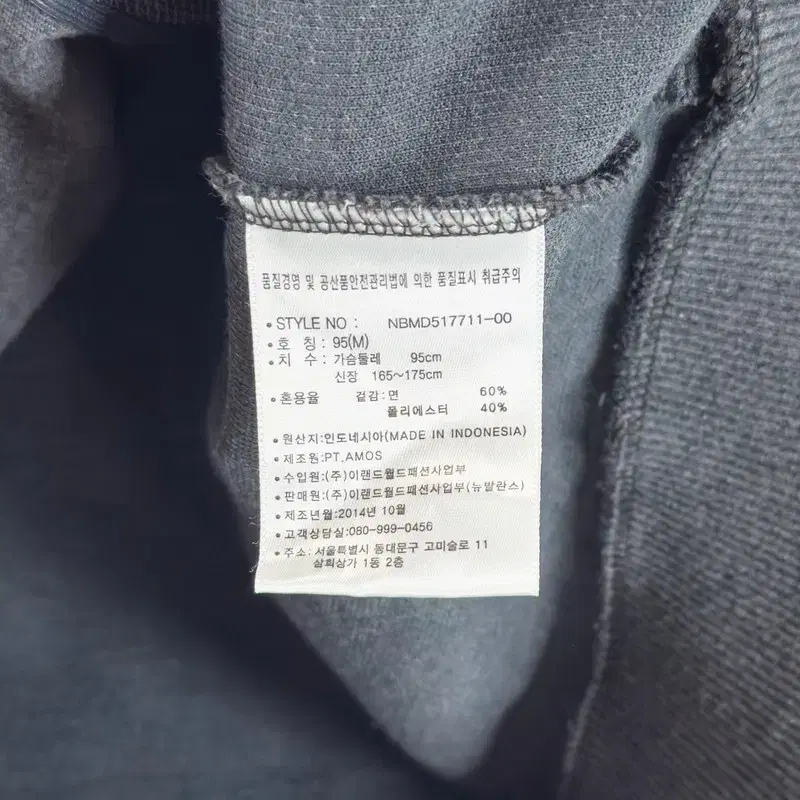 품질경영 및 공산품안전관리법에 의한 품질표시 취급주의
• STYLE NO : NBMD517711-00
• 호 칭 : 95(M)
• 치 수 : 가슴둘레 95cm
신장 165~175cm
• 혼용율 겉감 : 면 60%
폴리에스터 40%
• 원산지:인도네시아(MADE IN INDONESIA)
• 제조원:PT.AMOS
• 수입원:(주)이랜드월드패션사업부
• 판매원:(주)이랜드월드패션사업부(뉴발란스)
• 제조년월:2014년 10월
• 고객상담실:080-999-0456
• 주소: 서울특별시 동대문구 고미술로 11
삼희상가 1동 2층